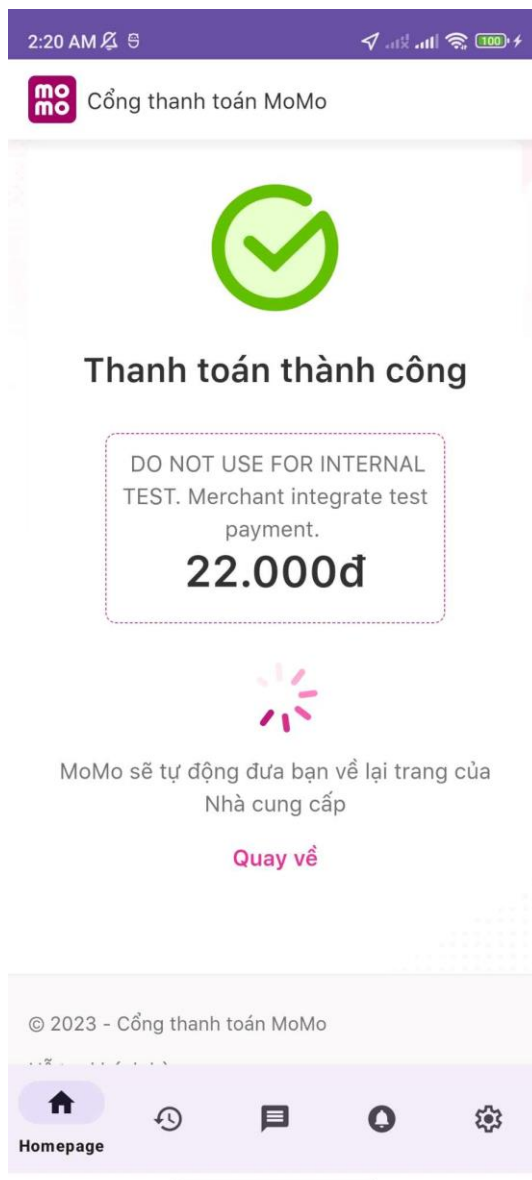 2:20 AM
100
mo
mo
Cổng thanh toán MoMo
Thanh toán thành công
DO NOT USE FOR INTERNAL
TEST. Merchant integrate test
payment.
22.000đ
MoMo sẽ tự động đưa bạn về lại trang của
Nhà cung cấp
Quay về
© 2023 - Cổng thanh toán MoMo
Homepage